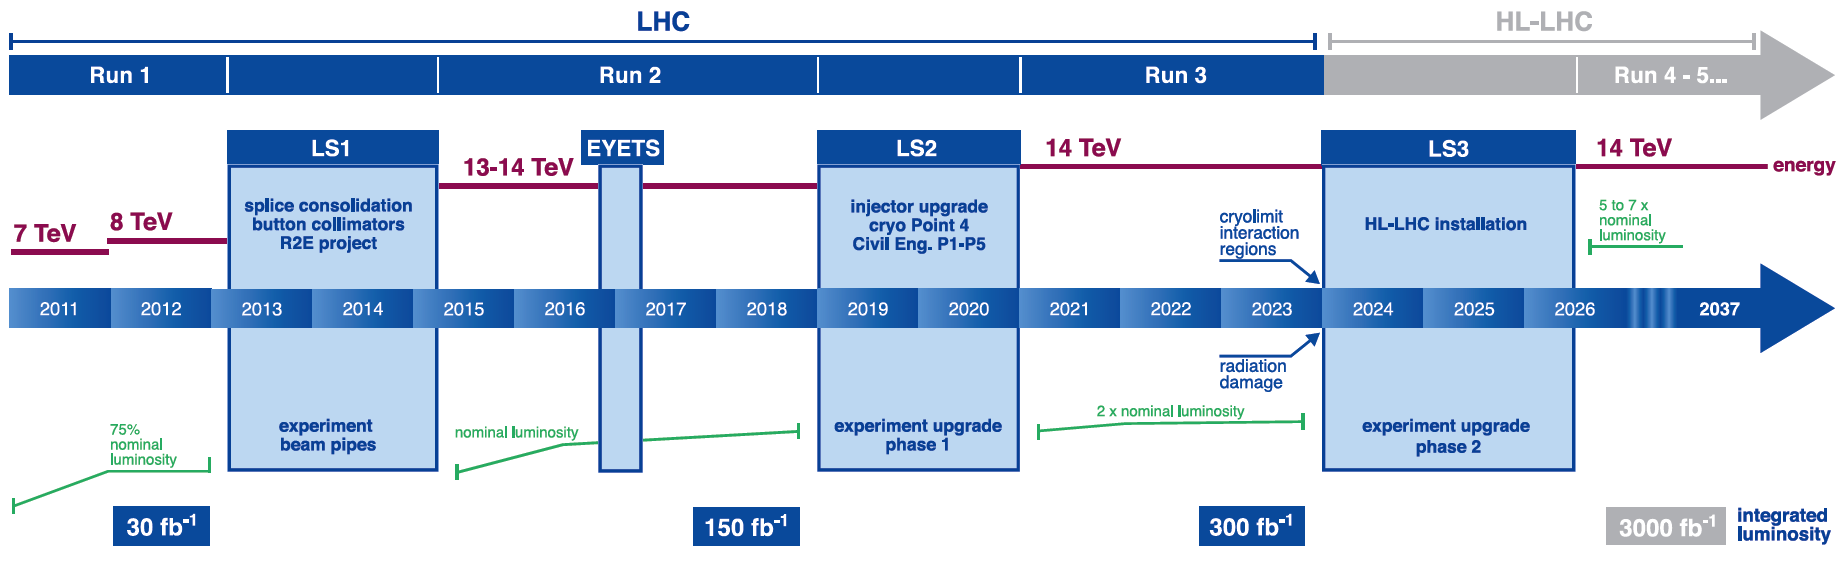 LHC
HL-LHC
Run 1
Run 2
Run 3
Run 4 - 5...
LS1
EYETS
LS2
LS3
7 TeV
8 TeV
13-14 TeV
14 TeV
14 TeV
energy
splice consolidation
button collimators
R2E project
injector upgrade
cryo Point 4
Civil Eng. P1-P5
cryolimit
interaction
regions
HL-LHC installation
5 to 7 x
nominal
luminosity
2011
2012
2013
2014
2015
2016
2017
2018
2019
2020
2021
2022
2023
2024
2025
2026
2037
radiation
damage
75%
nominal
luminosity
experiment
beam pipes
nominal luminosity
experiment upgrade
phase 1
2 x nominal luminosity
experiment upgrade
phase 2
30 fb-1
150 fb-1
300 fb-1
3000 fb-1
integrated
luminosity